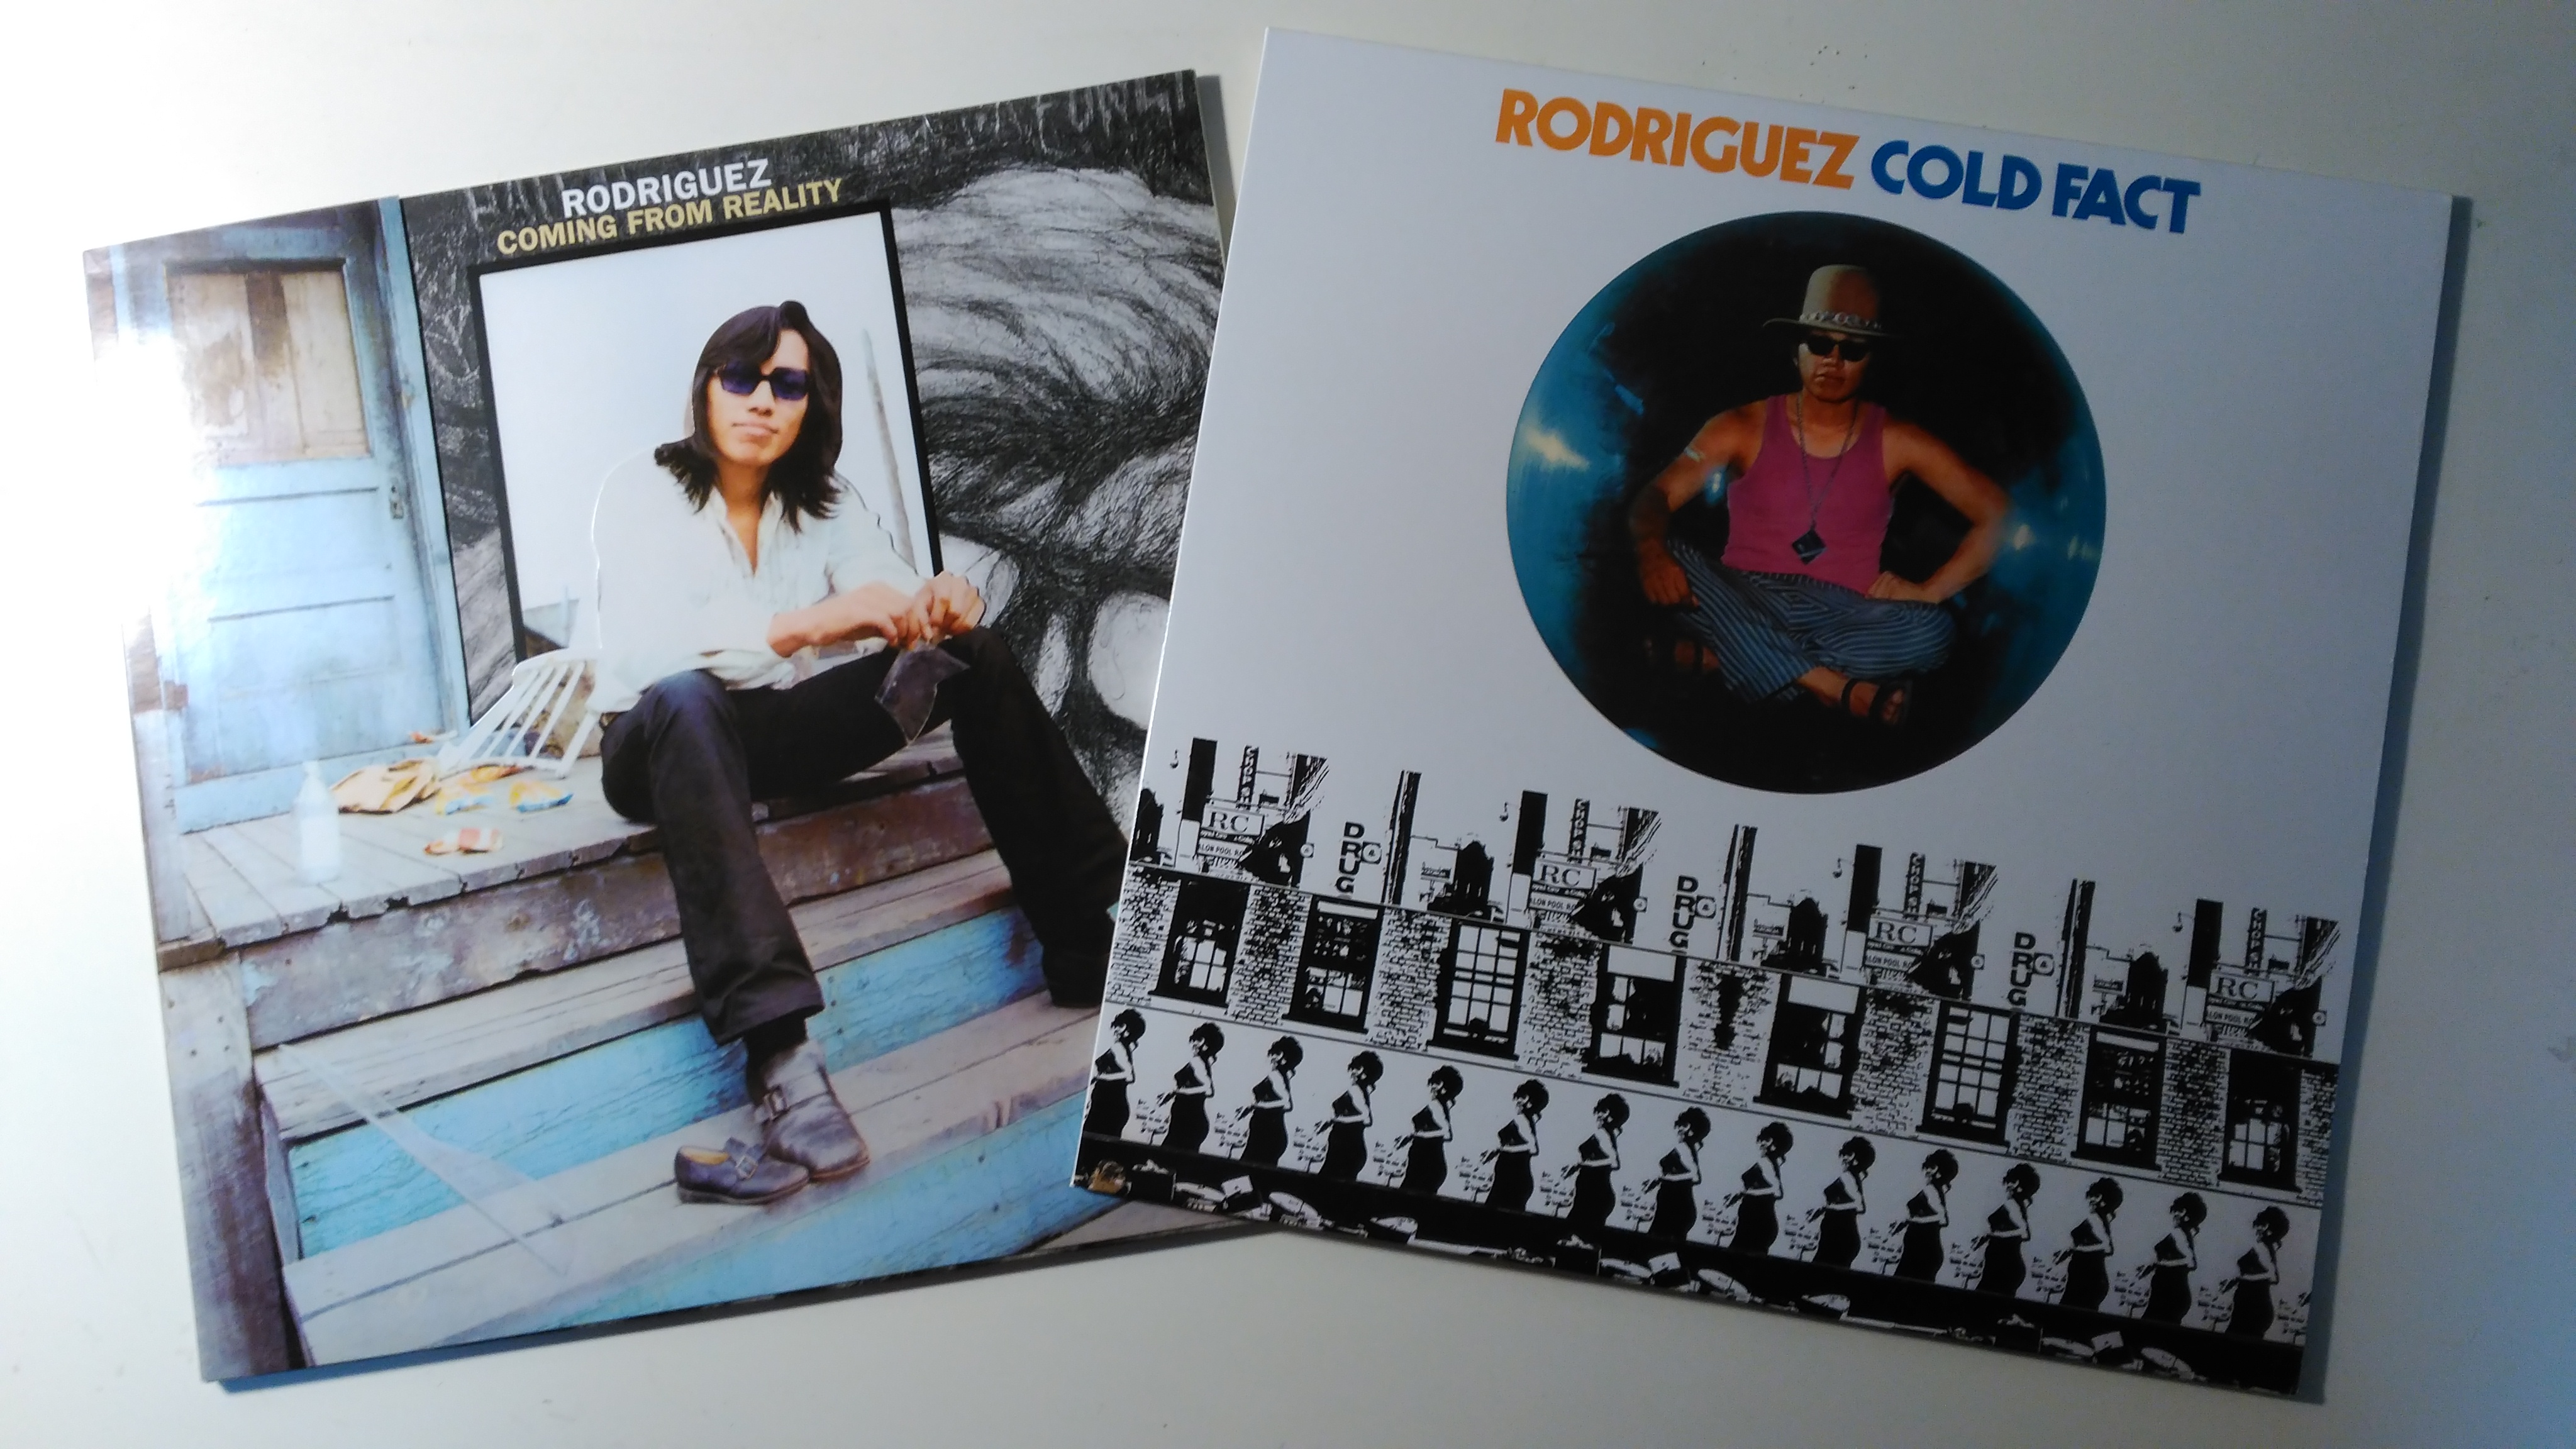 RODRIGUEZ
COMING FROM REALITY
RODRIGUEZ COLD FACT
RC
DRUG
RC
DRUG
RC
DRUG
RC